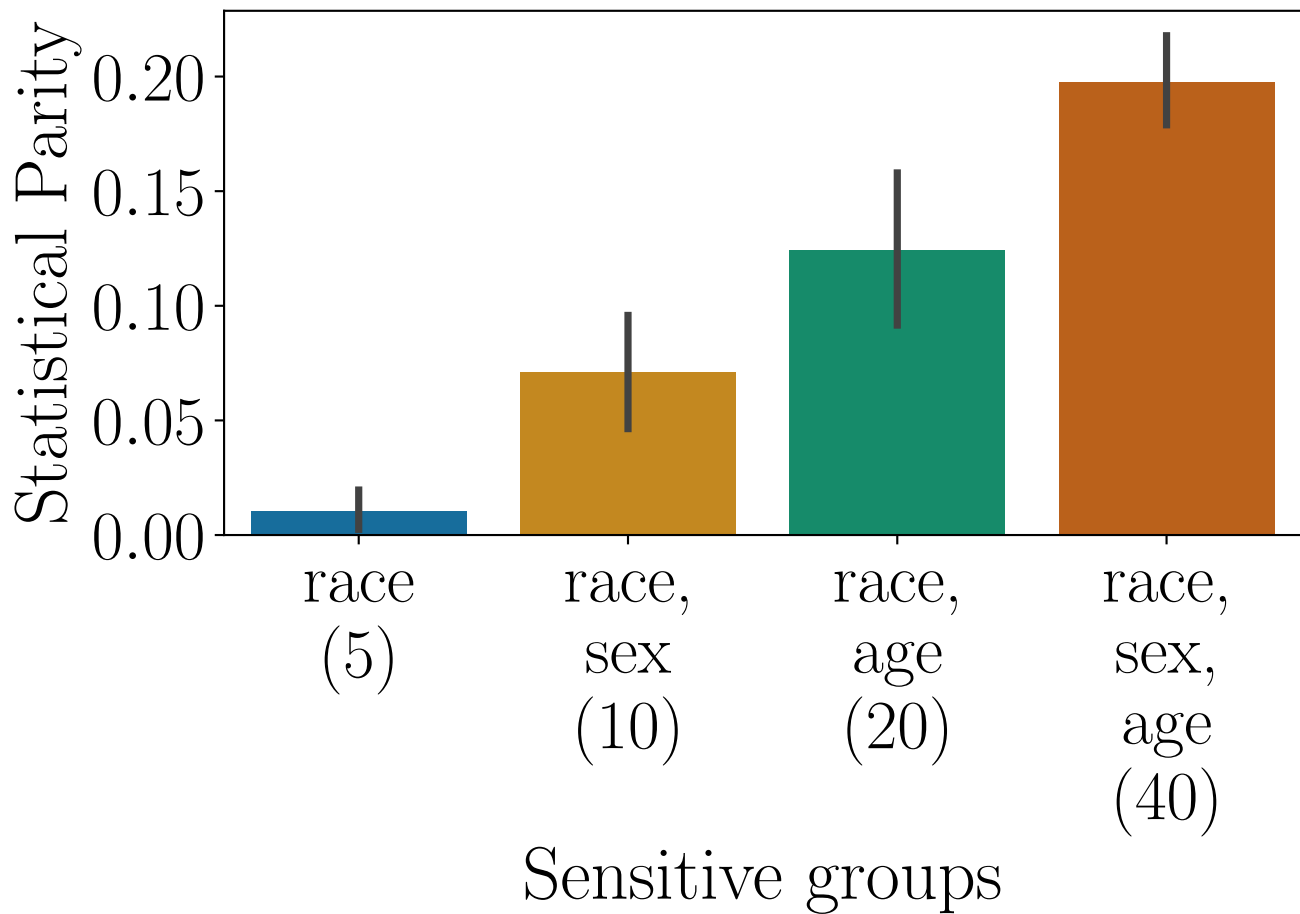 Statistical Parity
0.20
0.15
0.10
0.05
0.00
race
(5)
race,
sex
(10)
race,
age
(20)
race,
sex,
age
(40)
Sensitive groups